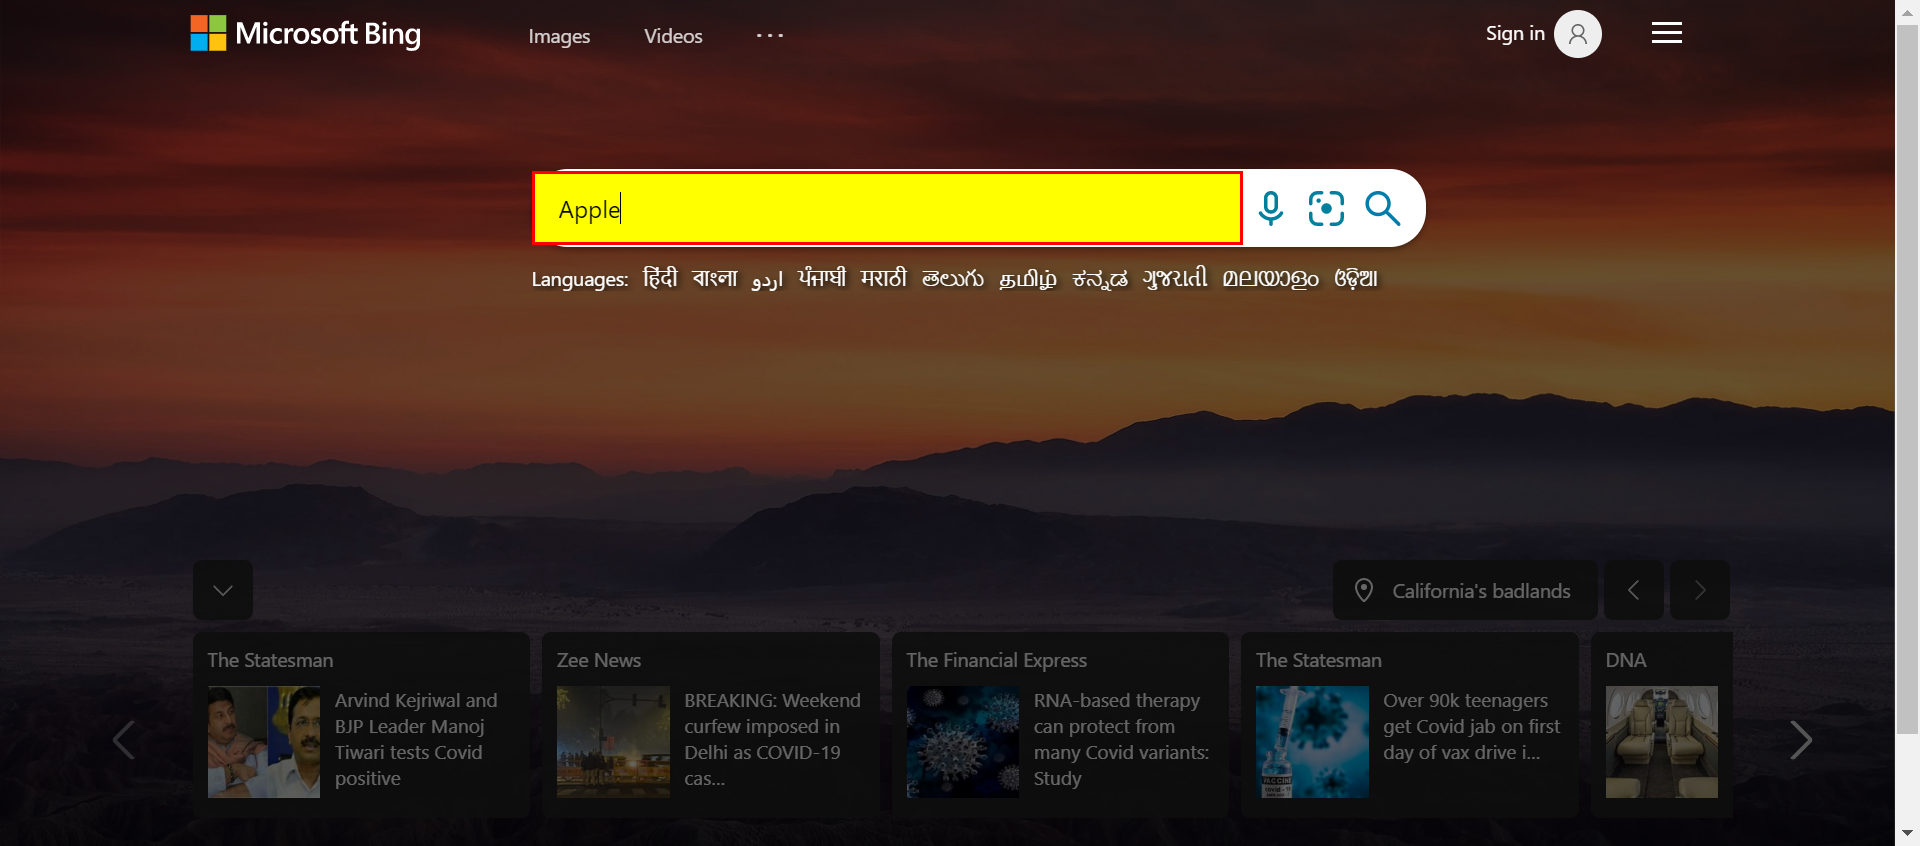 Microsoft Bing
Images Videos ...
Sign in
Apple
Languages: हिंदी বাংলা اردو ਪੰਜਾਬੀ मराठी తెలుగు தமிழ் ಕನ್ನಡ ગુજરાતી മലയാളം ଓଡ଼ିଆ
California's badlands
The Statesman
Arvind Kejriwal and
BJP Leader Manoj
Tiwari tests Covid
positive
Zee News
BREAKING: Weekend
curfew imposed in
Delhi as COVID-19
cas...
The Financial Express
RNA-based therapy
can protect from
many Covid variants:
Study
The Statesman
Over 90k teenagers
get Covid jab on first
day of vax drive i...
VACCINE
DNA